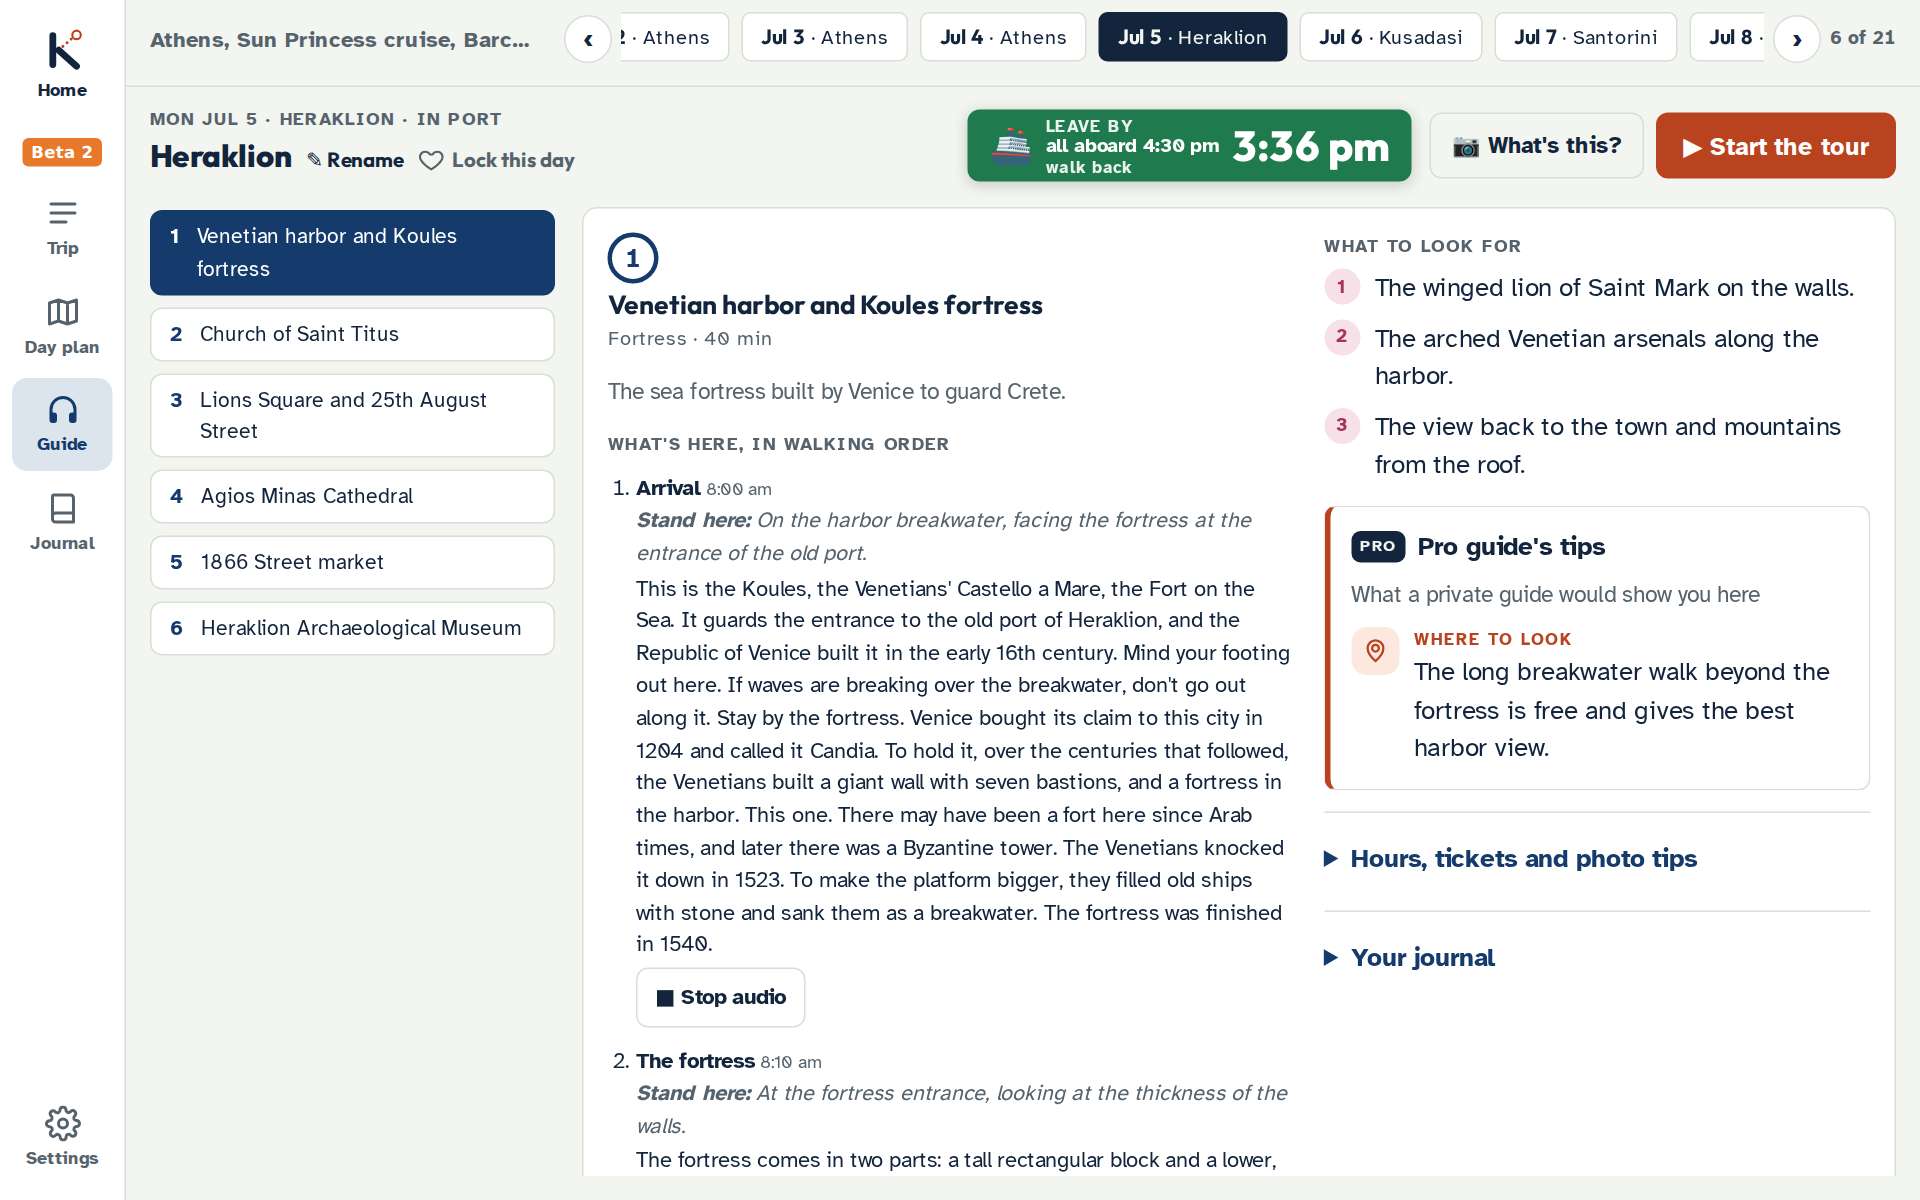 Home
Beta 2
Trip
Day plan
Guide
Journal
Settings
Athens, Sun Princess cruise, Barc...
‹
2 · Athens
Jul 3 · Athens
Jul 4 · Athens
Jul 5 · Heraklion
Jul 6 · Kusadasi
Jul 7 · Santorini
Jul 8 ·
›
6 of 21
MON JUL 5 · HERAKLION · IN PORT
Heraklion
✎ Rename
Lock this day
LEAVE BY
all aboard 4:30 pm
walk back
3:36 pm
What's this?
▶ Start the tour
1 Venetian harbor and Koules
fortress
2 Church of Saint Titus
3 Lions Square and 25th August
Street
4 Agios Minas Cathedral
5 1866 Street market
6 Heraklion Archaeological Museum
1
Venetian harbor and Koules fortress
Fortress · 40 min
The sea fortress built by Venice to guard Crete.
WHAT'S HERE, IN WALKING ORDER
1. Arrival 8:00 am
Stand here: On the harbor breakwater, facing the fortress at the
entrance of the old port.
This is the Koules, the Venetians' Castello a Mare, the Fort on the
Sea. It guards the entrance to the old port of Heraklion, and the
Republic of Venice built it in the early 16th century. Mind your footing
out here. If waves are breaking over the breakwater, don't go out
along it. Stay by the fortress. Venice bought its claim to this city in
1204 and called it Candia. To hold it, over the centuries that followed,
the Venetians built a giant wall with seven bastions, and a fortress in
the harbor. This one. There may have been a fort here since Arab
times, and later there was a Byzantine tower. The Venetians knocked
it down in 1523. To make the platform bigger, they filled old ships
with stone and sank them as a breakwater. The fortress was finished
in 1540.
Stop audio
2. The fortress 8:10 am
Stand here: At the fortress entrance, looking at the thickness of the
walls.
The fortress comes in two parts: a tall rectangular block and a lower,
WHAT TO LOOK FOR
1 The winged lion of Saint Mark on the walls.
2 The arched Venetian arsenals along the
harbor.
3 The view back to the town and mountains
from the roof.
PRO Pro guide's tips
What a private guide would show you here
WHERE TO LOOK
The long breakwater walk beyond the
fortress is free and gives the best
harbor view.
▶ Hours, tickets and photo tips
▶ Your journal